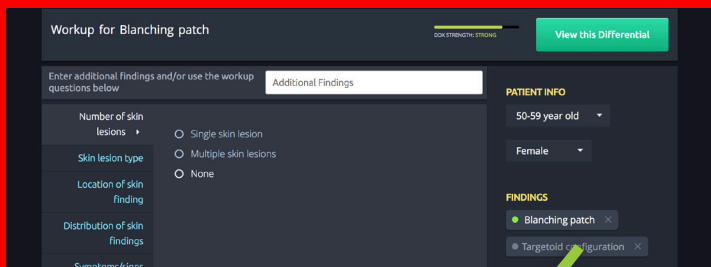 Workup for Blanching patch
DDX STRENGTH: STRONG
View this Differential
Enter additional findings and/or use the workup
questions below
Additional Findings
Number of skin
lesions
Skin lesion type
Location of skin
finding
Distribution of skin
findings
Symptoms/signs
Single skin lesion
Multiple skin lesions
None
PATIENT INFO
50-59 year old
Female
FINDINGS
Blanching patch
Targetoid configuration